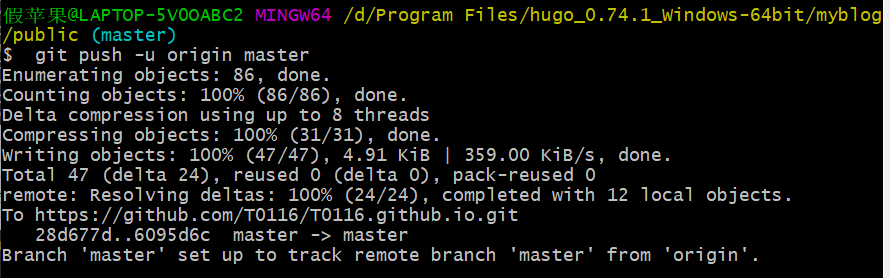 假苹果@LAPTOP-5VOOABC2 MINGW64 /d/Program Files/hugo_0.74.1_Windows-64bit/myblog
/public (master)
$  git push -u origin master
Enumerating objects: 86, done.
Counting objects: 100% (86/86), done.
Delta compression using up to 8 threads
Compressing objects: 100% (31/31), done.
Writing objects: 100% (47/47), 4.91 KiB | 359.00 KiB/s, done.
Total 47 (delta 24), reused 0 (delta 0), pack-reused 0
remote: Resolving deltas: 100% (24/24), completed with 12 local objects.
To https://github.com/T0116/T0116.github.io.git
   28d677d..6095d6c  master -> master
Branch 'master' set up to track remote branch 'master' from 'origin'.